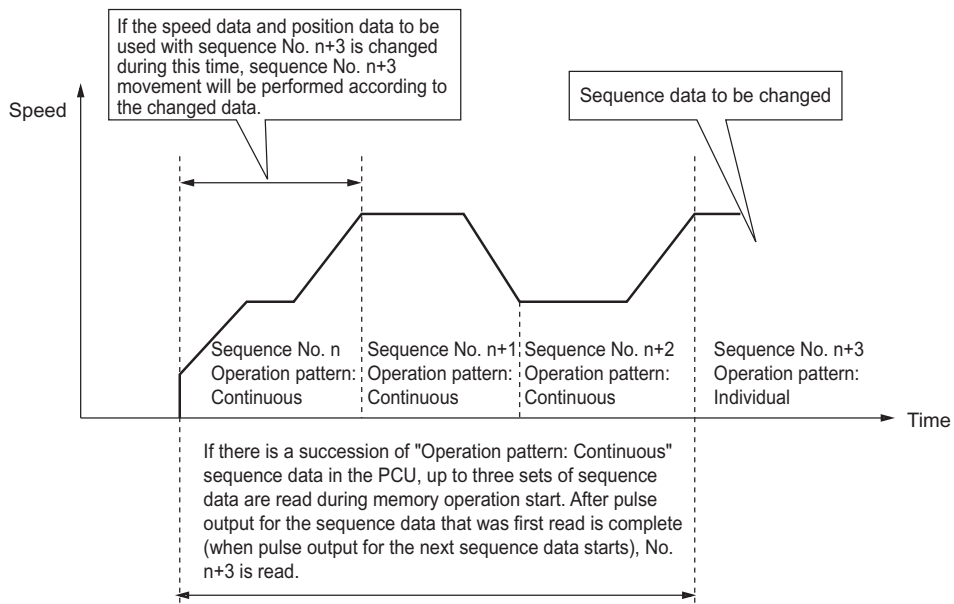 If the speed data and position data to be
used with sequence No. n+3 is changed
during this time, sequence No. n+3
movement will be performed according to
the changed data.
Sequence data to be changed
Speed
Sequence No. n
Operation pattern:
Continuous
Sequence No. n+1
Operation pattern:
Continuous
Sequence No. n+2
Operation pattern:
Continuous
Sequence No. n+3
Operation pattern:
Individual
Time
If there is a succession of "Operation pattern: Continuous"
sequence data in the PCU, up to three sets of sequence
data are read during memory operation start. After pulse
output for the sequence data that was first read is complete
(when pulse output for the next sequence data starts), No.
n+3 is read.